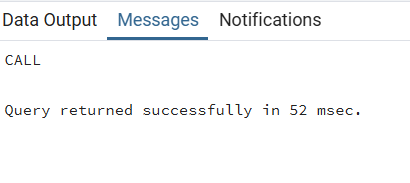 Data Output Messages Notifications
CALL
Query returned successfully in 52 msec.